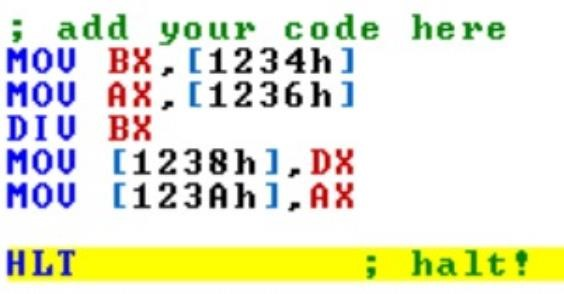 ; add your code here
MOV BX,[1234h]
MOV AX,[1236h]
DIV BX
MOV [1238h],DX
MOV [123Ah],AX
HLT ; halt!